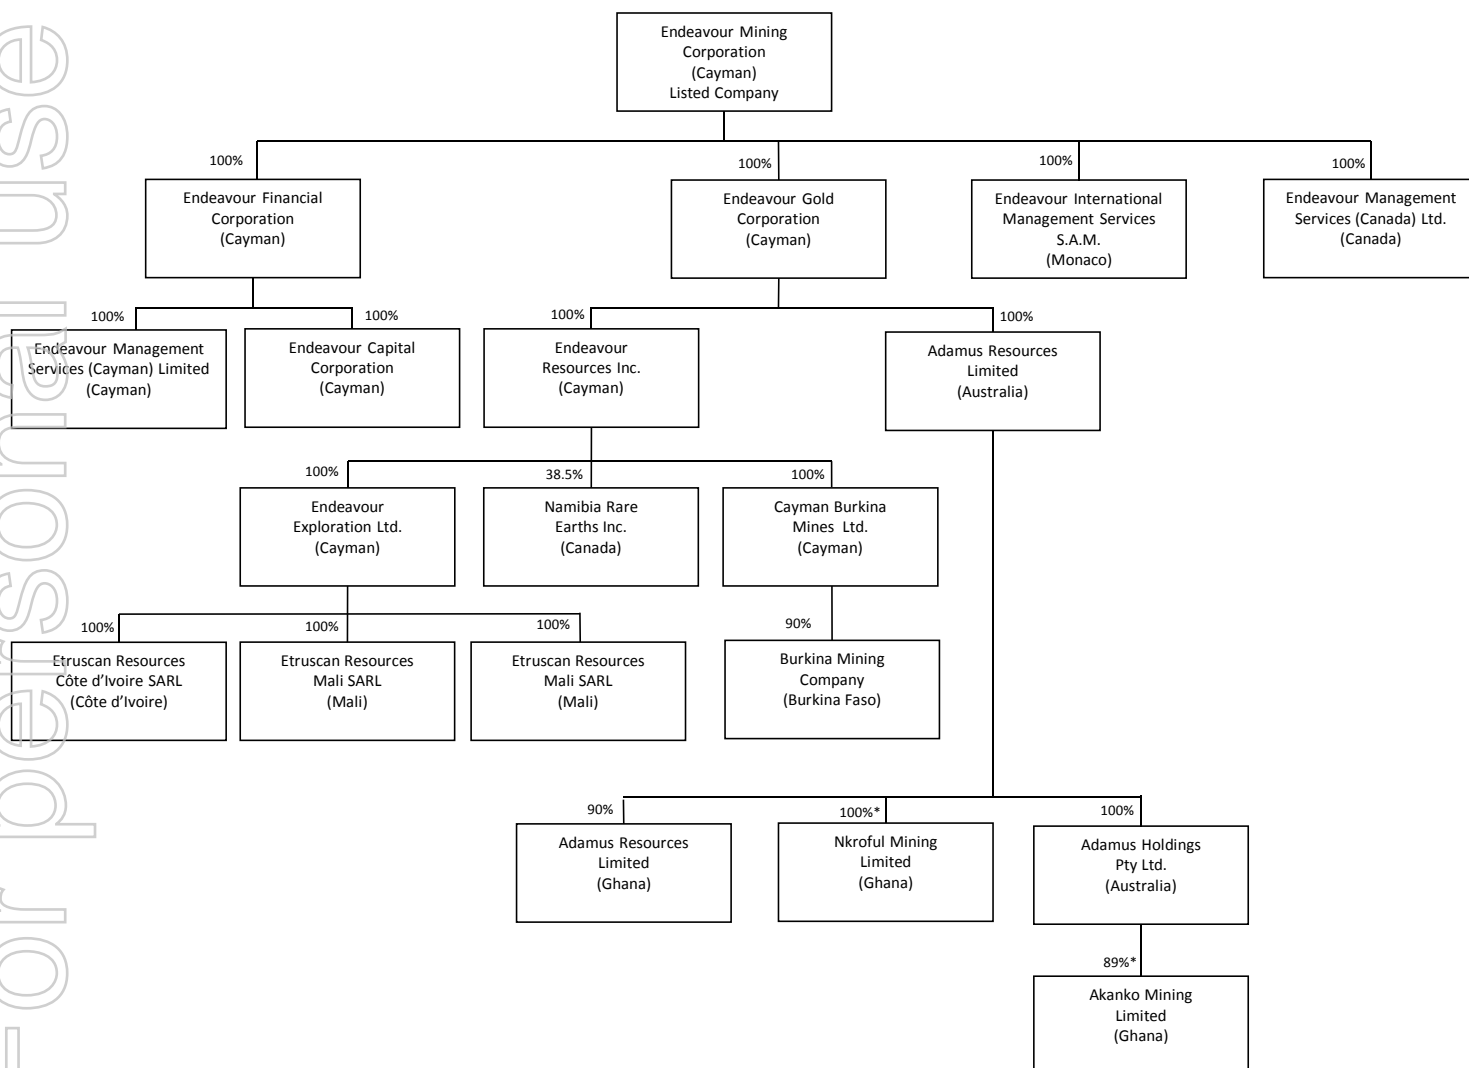 For personal use
Endeavour Mining
Corporation
(Cayman)
Listed Company
100%
100%
100%
100%
Endeavour Financial
Corporation
(Cayman)
Endeavour Gold
Corporation
(Cayman)
Endeavour International
Management Services
S.A.M.
(Monaco)
Endeavour Management
Services (Canada) Ltd.
(Canada)
100%
100%
100%
100%
Endeavour Management
Services (Cayman) Limited
(Cayman)
Endeavour Capital
Corporation
(Cayman)
Endeavour
Resources Inc.
(Cayman)
Adamus Resources
Limited
(Australia)
100%
38.5%
100%
Endeavour
Exploration Ltd.
(Cayman)
Namibia Rare
Earths Inc.
(Canada)
Cayman Burkina
Mines Ltd.
(Cayman)
100%
100%
100%
90%
Etruscan Resources
Côte d'Ivoire SARL
(Côte d'Ivoire)
Etruscan Resources
Mali SARL
(Mali)
Etruscan Resources
Mali SARL
(Mali)
Burkina Mining
Company
(Burkina Faso)
90%
100%*
100%
Adamus Resources
Limited
(Ghana)
Nkroful Mining
Limited
(Ghana)
Adamus Holdings
Pty Ltd.
(Australia)
89%*
Akanko Mining
Limited
(Ghana)